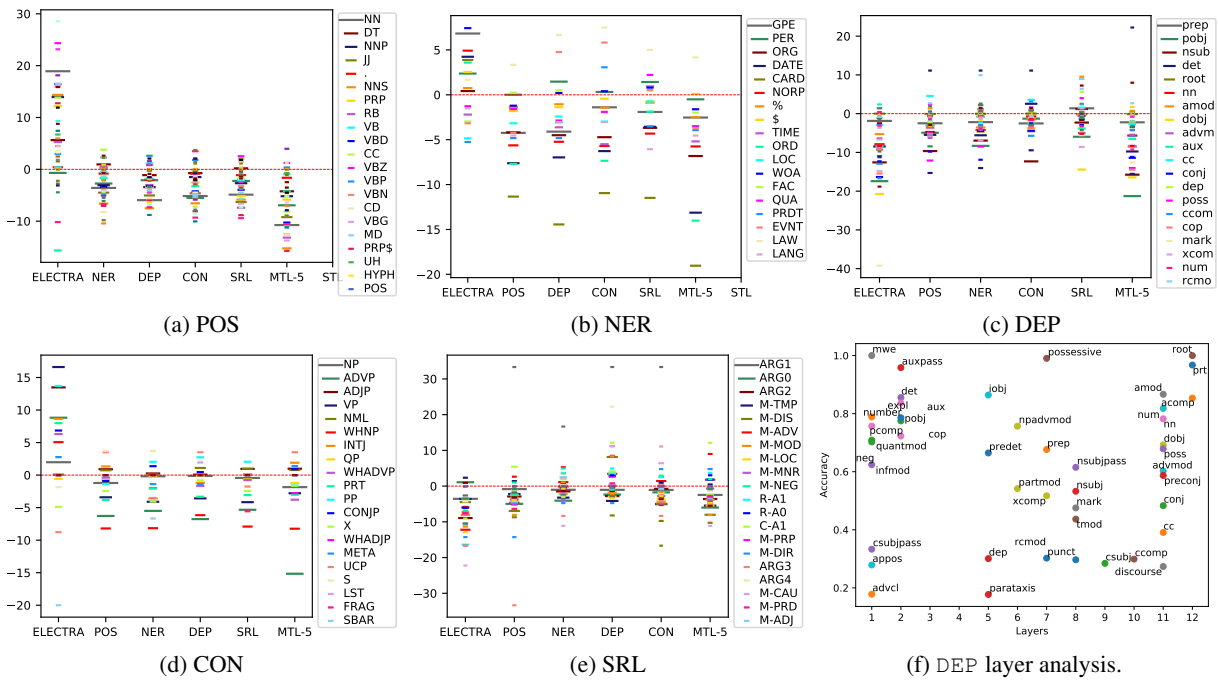 30
20
10
0
−10
ELECTRA NER DEP CON SRL MTL-5 STL
NN
DT
NNP
JJ
.
NNS
PRP
RB
VB
VBD
CC
VBZ
VBP
VBN
CD
VBG
MD
PRP$
UH
HYPH
POS
(a) POS
5
0
−5
−10
−15
−20
ELECTRA POS DEP CON SRL MTL-5 STL
GPE
PER
ORG
DATE
CARD
NORP
%
$
TIME
ORD
LOC
WOA
FAC
QUA
PRDT
EVNT
LAW
LANG
(b) NER
20
10
0
−10
−20
−30
−40
ELECTRA POS NER CON SRL MTL-5
prep
pobj
nsub
det
root
nn
amod
dobj
advm
aux
cc
conj
dep
poss
ccom
cop
mark
xcom
num
rcmo
(c) DEP
15
10
5
0
−5
−10
−15
−20
ELECTRA POS NER DEP SRL MTL-5
NP
ADVP
ADJP
VP
NML
WHNP
INTJ
QP
WHADVP
PRT
PP
CONJP
X
WHADJP
META
UCP
S
LST
FRAG
SBAR
(d) CON
30
20
10
0
−10
−20
−30
ELECTRA POS NER DEP CON MTL-5
ARG1
ARG0
ARG2
M-TMP
M-DIS
M-ADV
M-MOD
M-LOC
M-MNR
M-NEG
R-A1
R-A0
C-A1
M-PRP
M-DIR
ARG3
ARG4
M-CAU
M-PRD
M-ADJ
(e) SRL
Accuracy
1.0
0.8
0.6
0.4
0.2
mwe
auxpass
possessive
root
prt
det
expl
iobj
amod
acomp
number
aux
pobj
npadvmod
num
nn
pcomp
cop
quantmod
predet
prep
dobj
poss
neg
infmod
nsubjpass
advmod
preconj
partmod
xcomp
nsubj
mark
tmod
conj
cc
csubjpass
appos
dep
rcmod
punct
csubj
ccomp
discourse
advcl
parataxis
1 2 3 4 5 6 7 8 9 10 11 12
Layers
(f) DEP layer analysis.